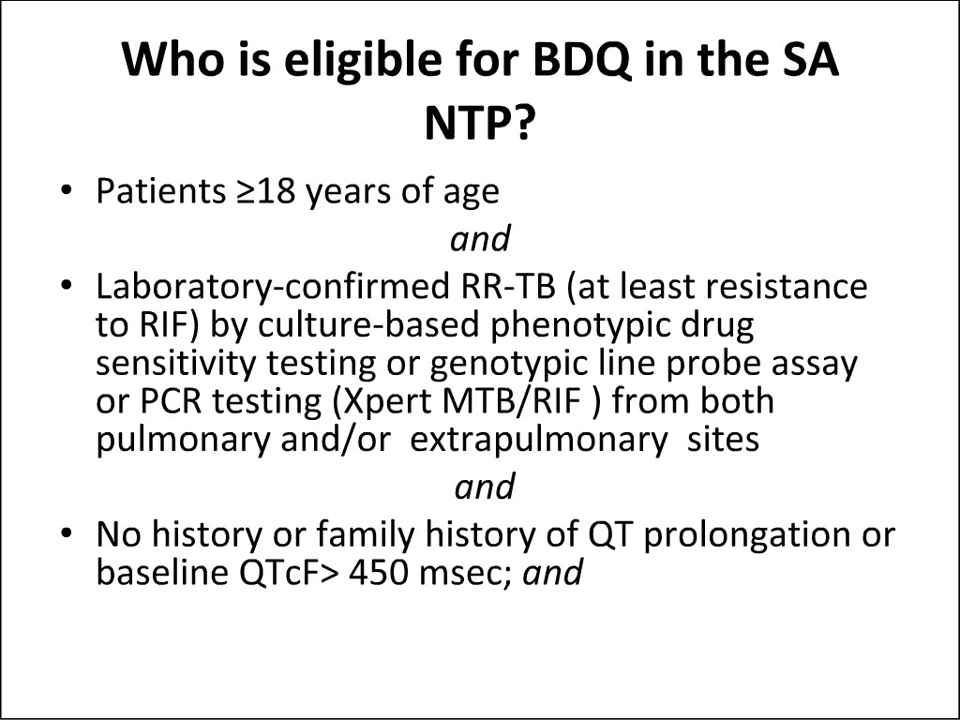 Who is eligible for BDQ in the SA
NTP?
• Patients ≥18 years of age
and
• Laboratory-confirmed RR-TB (at least resistance
to RIF) by culture-based phenotypic drug
sensitivity testing or genotypic line probe assay
or PCR testing (Xpert MTB/RIF ) from both
pulmonary and/or  extrapulmonary  sites
and
• No history or family history of QT prolongation or
baseline QTcF> 450 msec; and